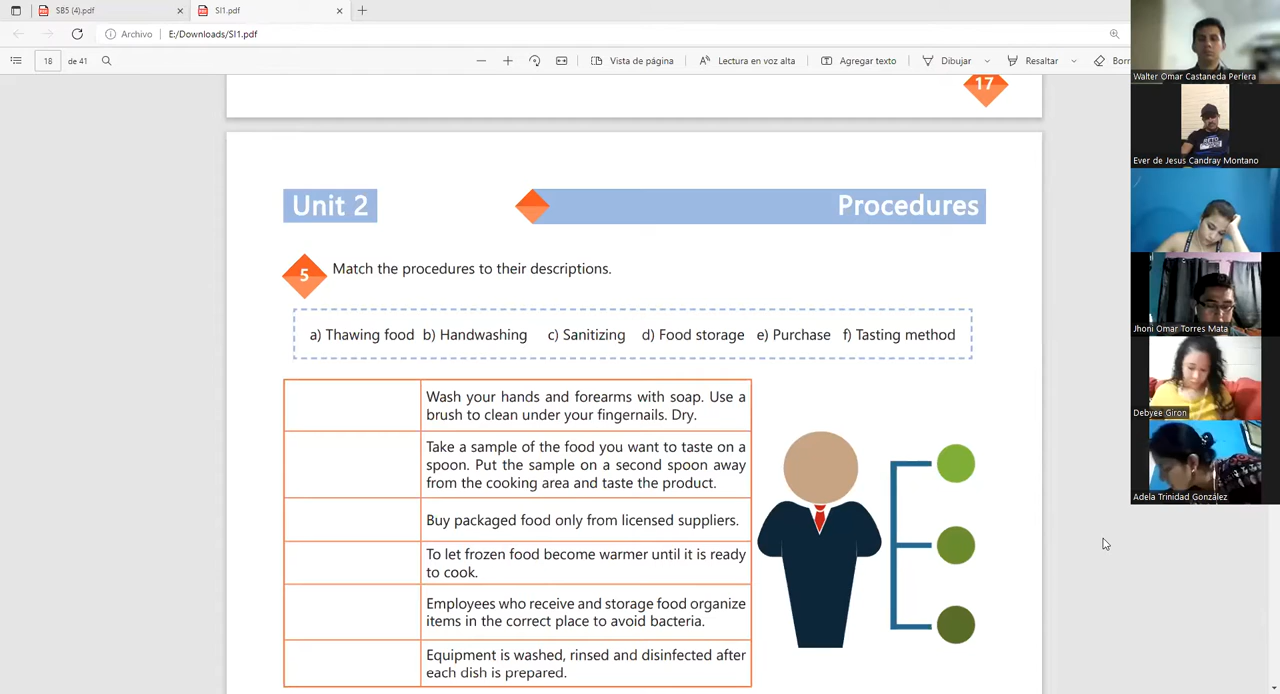 SB5 (4).pdf
SI1.pdf
Archivo
E:/Downloads/SI1.pdf
18
de 41
Vista de página
Lectura en voz alta
Agregar texto
Dibujar
Resaltar
Borr
17
Unit 2
Procedures
5
Match the procedures to their descriptions.
a) Thawing food b) Handwashing c) Sanitizing d) Food storage e) Purchase f) Tasting method
Wash your hands and forearms with soap. Use a
brush to clean under your fingernails. Dry.
Take a sample of the food you want to taste on a
spoon. Put the sample on a second spoon away
from the cooking area and taste the product.
Buy packaged food only from licensed suppliers.
To let frozen food become warmer until it is ready
to cook.
Employees who receive and storage food organize
items in the correct place to avoid bacteria.
Equipment is washed, rinsed and disinfected after
each dish is prepared.
Walter Omar Castaneda Perlera
Ever de Jesus Candray Montano
Jhoni Omar Torres Mata
Debyee Giron
Adela Trinidad González